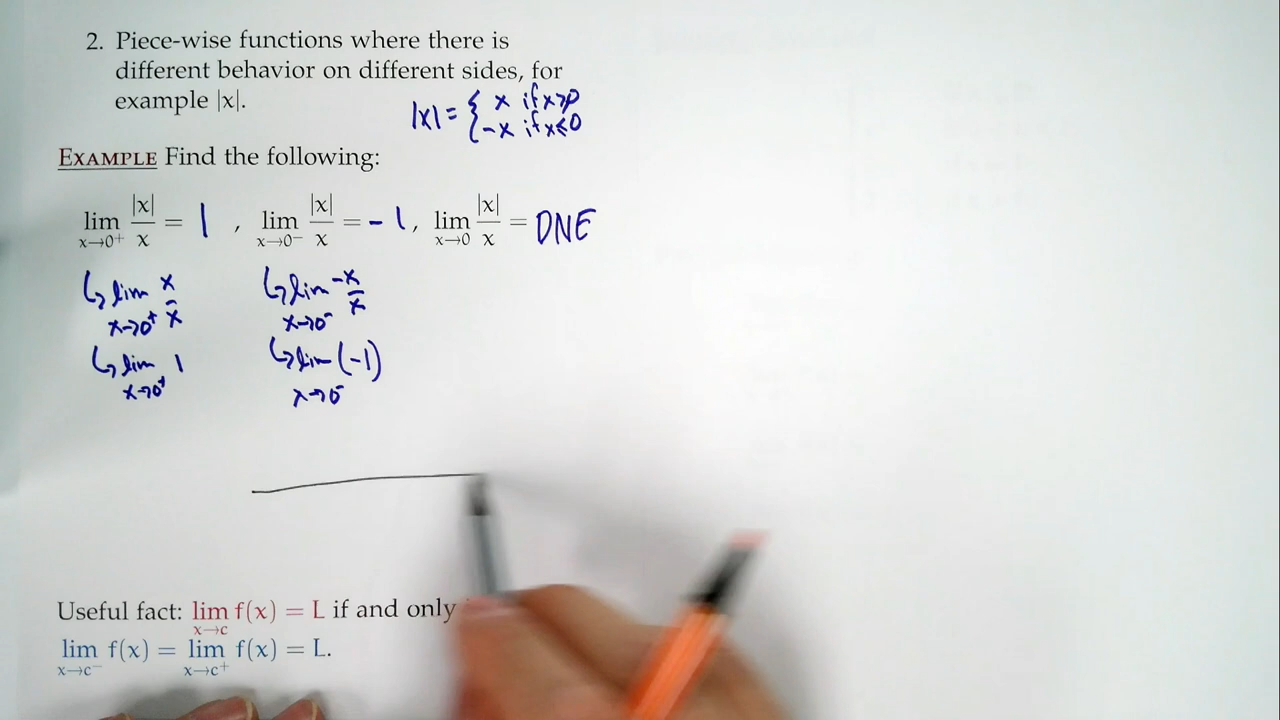 2. Piece-wise functions where there is
different behavior on different sides, for
example |x|.
|x| = { x if x>0
-x if x≤0
EXAMPLE Find the following:
lim x→0⁺ |x|/x = 1 , lim x→0⁻ |x|/x = -1, lim x→0 |x|/x = DNE
↳ lim x→0⁺ x/x ↳ lim x→0⁻ -x/x
↳ lim x→0⁺ 1 ↳ lim x→0⁻ (-1)
Useful fact: lim x→c f(x) = L if and only
lim x→c⁻ f(x) = lim x→c⁺ f(x) = L.